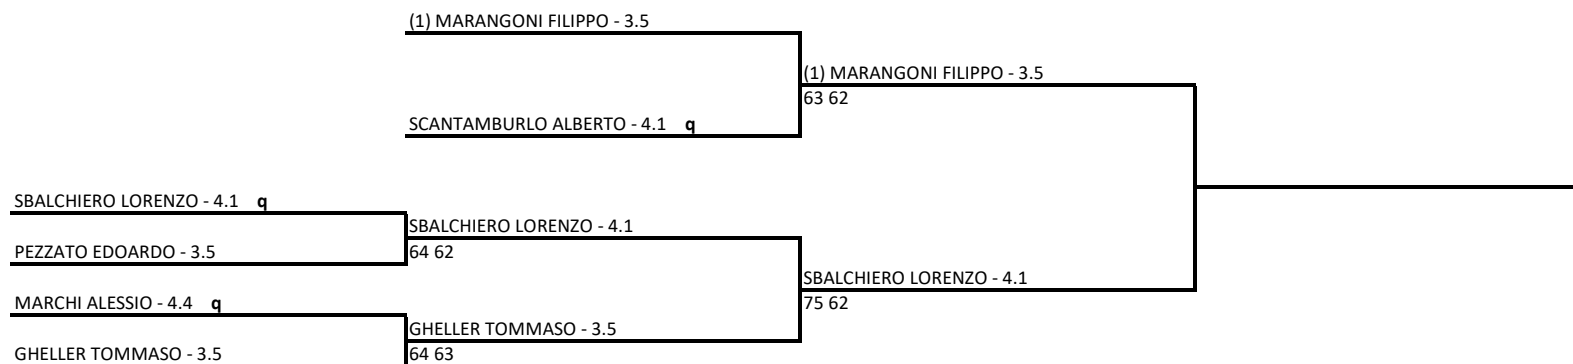 (1) MARANGONI FILIPPO - 3.5
(1) MARANGONI FILIPPO - 3.5
63 62
SCANTAMBURLO ALBERTO - 4.1 q
SBALCHIERO LORENZO - 4.1 q
SBALCHIERO LORENZO - 4.1
PEZZATO EDOARDO - 3.5
64 62
SBALCHIERO LORENZO - 4.1
MARCHI ALESSIO - 4.4 q
75 62
GHELLER TOMMASO - 3.5
GHELLER TOMMASO - 3.5
64 63